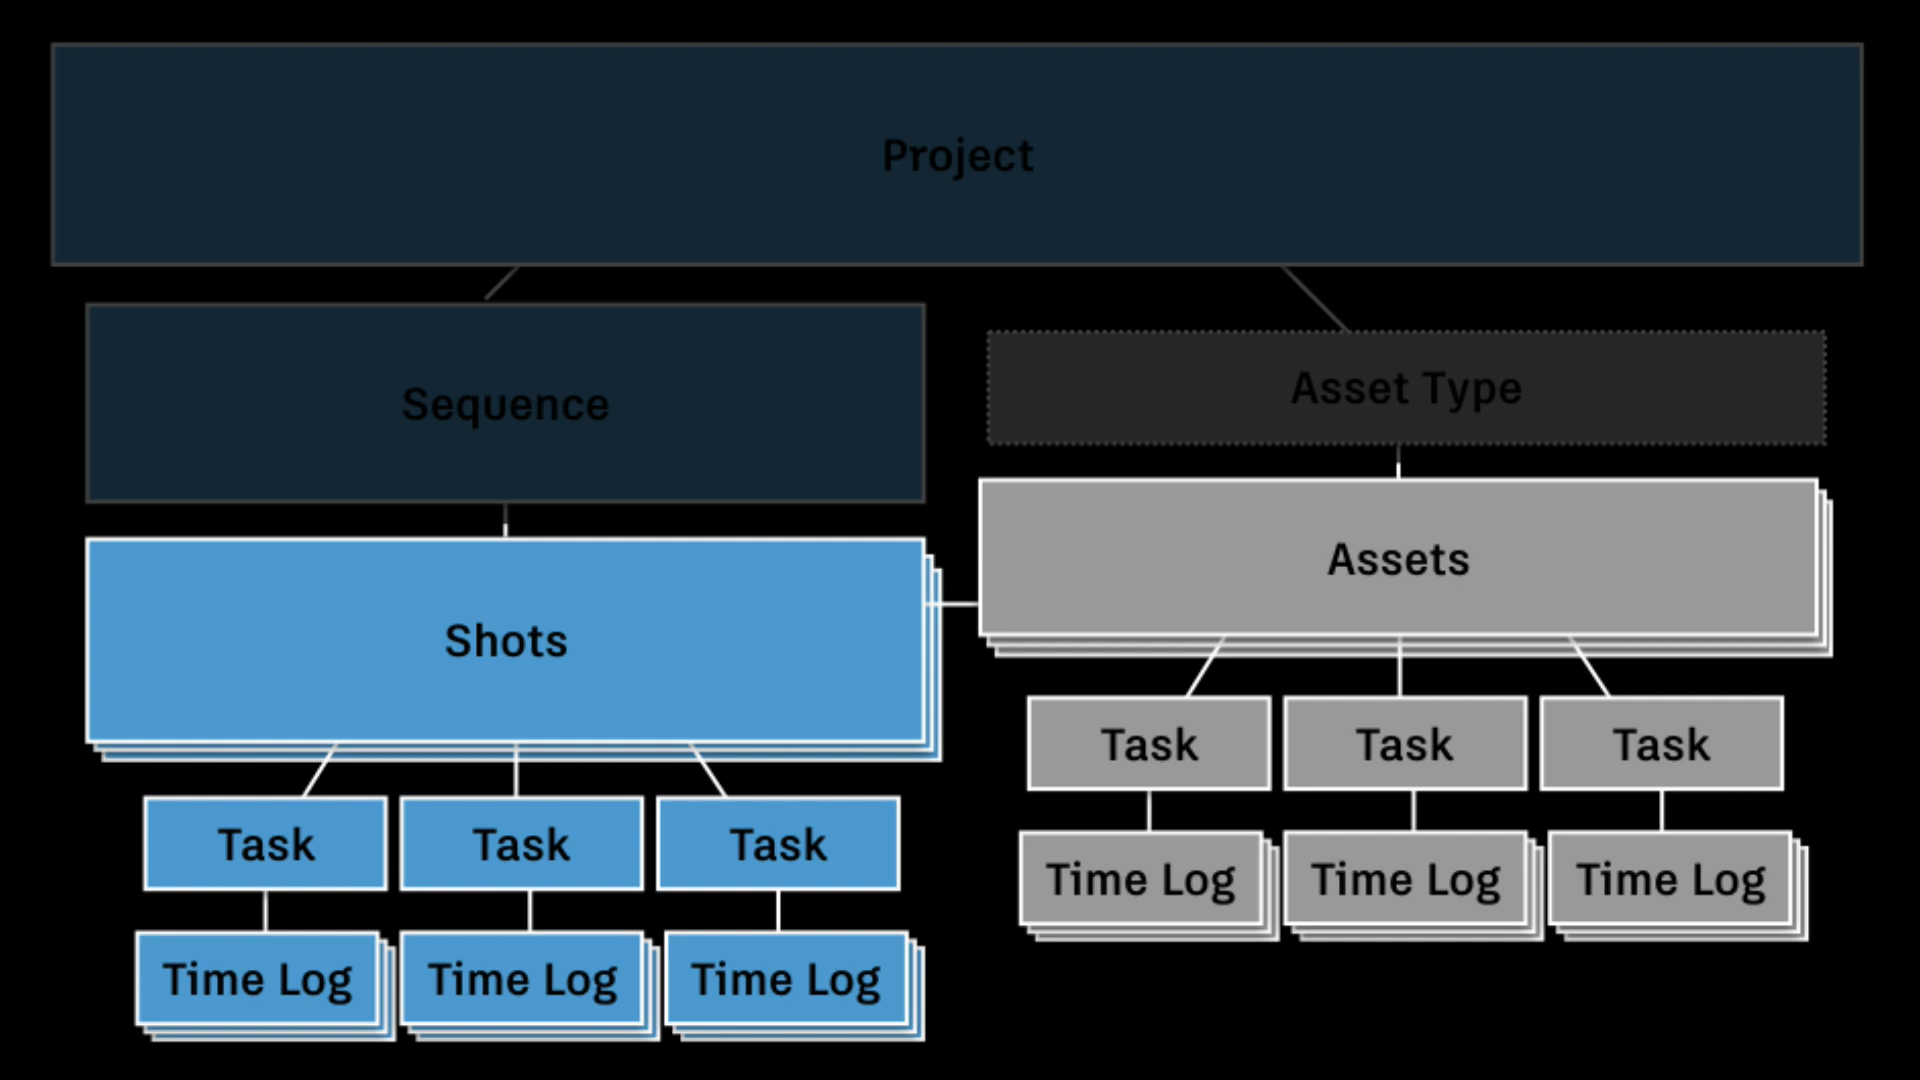 Project
Sequence
Asset Type
Shots
Assets
Task Task Task
Time Log Time Log Time Log
Task Task Task
Time Log Time Log Time Log